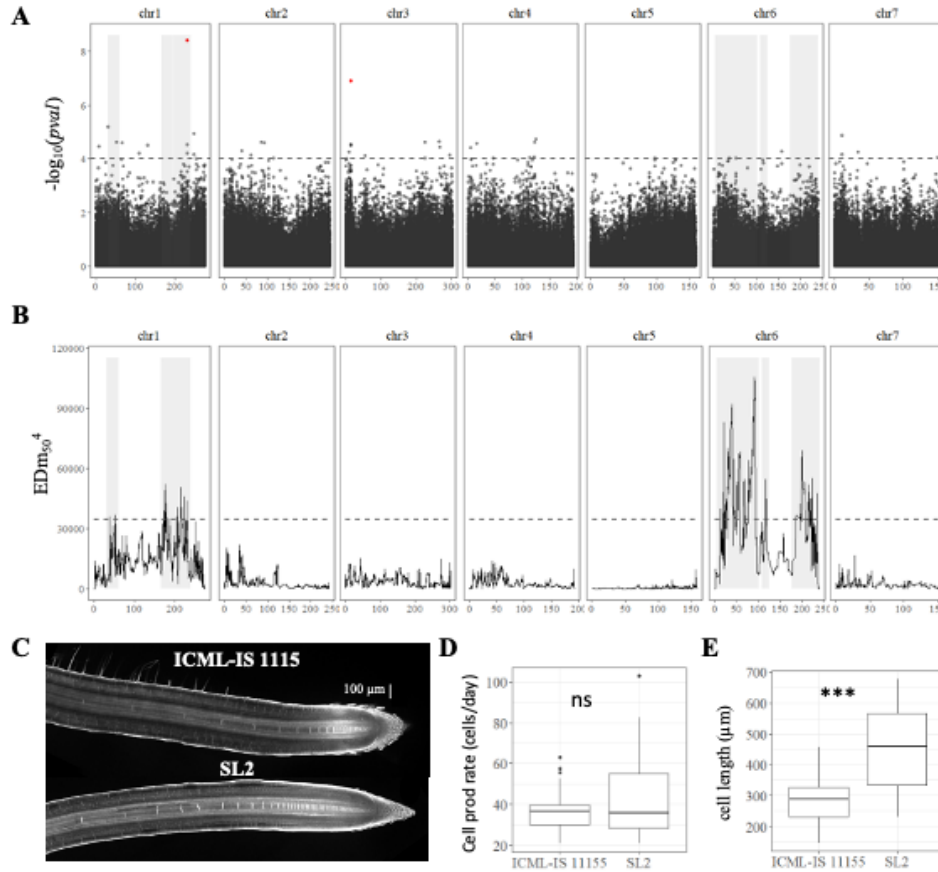 A
chr1 chr2 chr3 chr4 chr5 chr6 chr7
-log10(pval)
8
6
4
2
0
0 100 200
0 50 100 150 200 250
0 100 200 300
0 50 100 150 200
0 50 100 150
0 50 100 150 200 250
0 50 100 150
B
chr1 chr2 chr3 chr4 chr5 chr6 chr7
EDm50^4
120000
90000
60000
30000
0
0 100 200
0 50 100 150 200 250
0 100 200 300
0 50 100 150 200
0 50 100 150
0 50 100 150 200 250
0 50 100 150
C
ICML-IS 1115
100 µm
SL2
D
Cell prod rate (cells/day)
100
80
60
40
20
ns
ICML-IS 11155 SL2
E
cell length (µm)
700
600
500
400
300
200
***
ICML-IS 11155 SL2